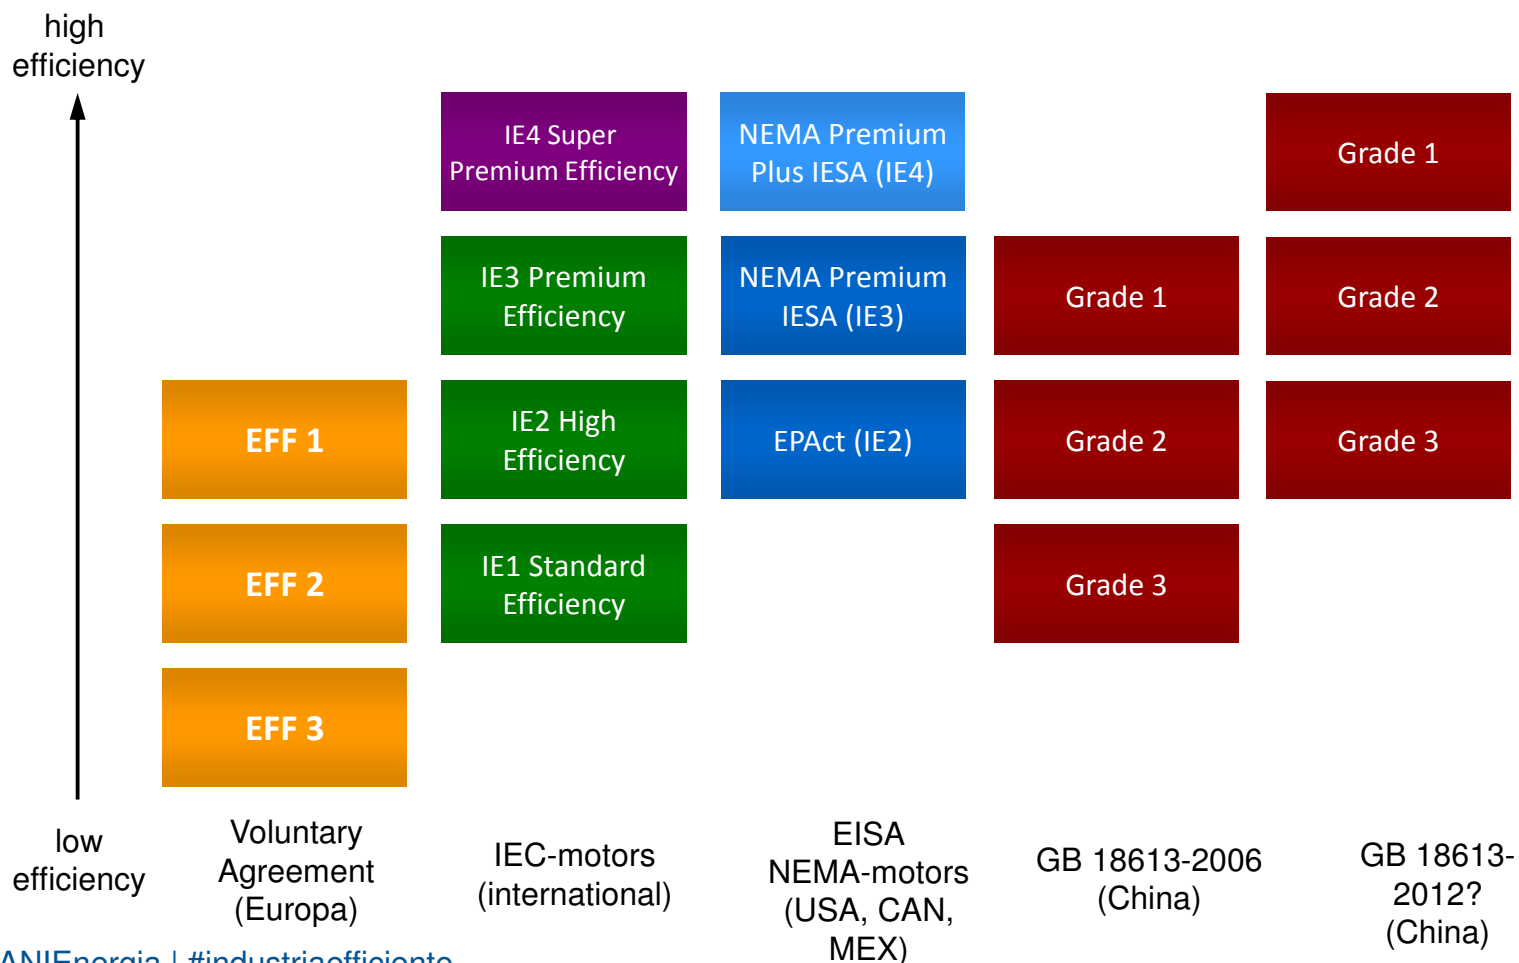 high
efficiency
IE4 Super
Premium Efficiency
NEMA Premium
Plus IESA (IE4)
Grade 1
IE3 Premium
Efficiency
NEMA Premium
IESA (IE3)
Grade 1
Grade 2
EFF 1
IE2 High
Efficiency
EPAct (IE2)
Grade 2
Grade 3
EFF 2
IE1 Standard
Efficiency
Grade 3
EFF 3
low
efficiency
Voluntary
Agreement
(Europa)
IEC-motors
(international)
EISA
NEMA-motors
(USA, CAN,
MEX)
GB 18613-2006
(China)
GB 18613-
2012?
(China)
ANIEnergia | #industriaefficiente